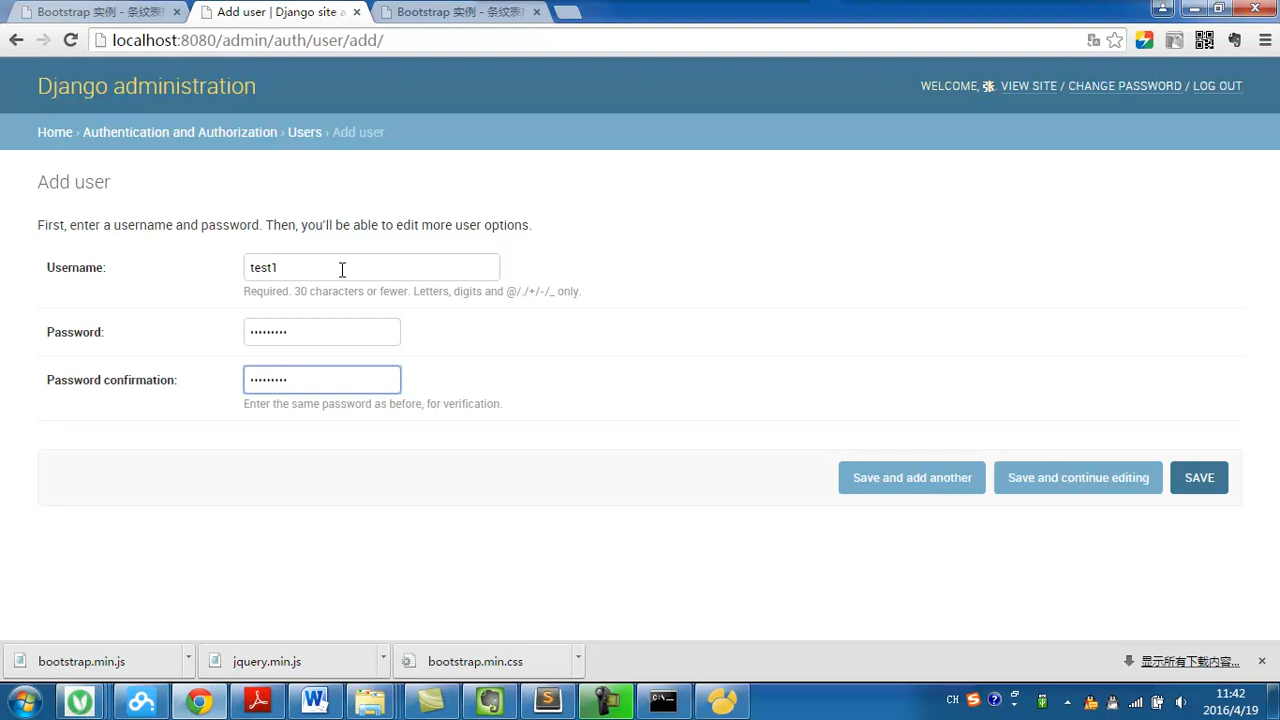 Bootstrap 实例 - 条纹表
Add user | Django site a
Bootstrap 实例 - 条纹表
localhost:8080/admin/auth/user/add/
Django administration
WELCOME, . VIEW SITE / CHANGE PASSWORD / LOG OUT
Home › Authentication and Authorization › Users › Add user
Add user
First, enter a username and password. Then, you'll be able to edit more user options.
Username:
test1
Required. 30 characters or fewer. Letters, digits and @/./+/-/_ only.
Password:
•••••••••
Password confirmation:
•••••••••
Enter the same password as before, for verification.
Save and add another
Save and continue editing
SAVE
bootstrap.min.js
jquery.min.js
bootstrap.min.css
显示所有下载内容...
CH
11:42
2016/4/19